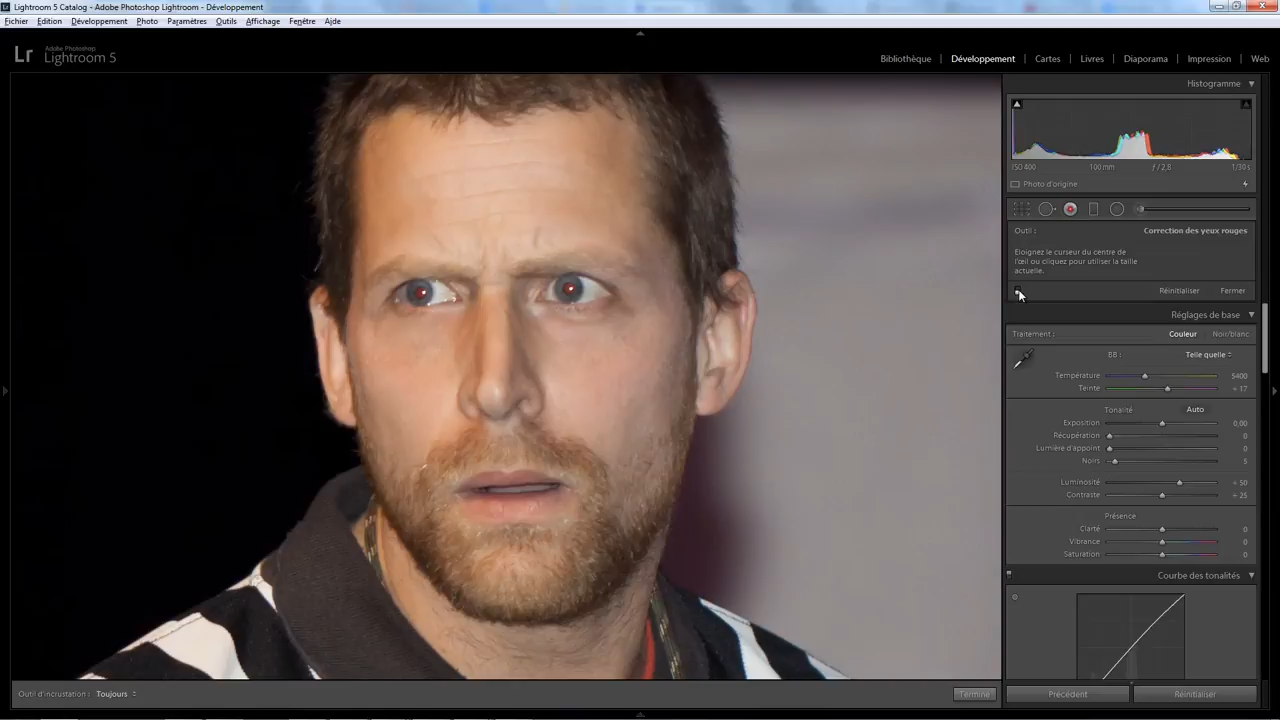 Lightroom 5 Catalog - Adobe Photoshop Lightroom - Développement
Fichier Edition Développement Photo Paramètres Outils Affichage Fenêtre Aide
Lr Adobe Photoshop
Lightroom 5
Bibliothèque | Développement | Cartes | Livres | Diaporama | Impression | Web
Histogramme
ISO 400 100 mm ƒ / 2,8 1/30 s
Photo d'origine
Outil : Correction des yeux rouges
Eloignez le curseur du centre de
l'œil ou cliquez pour utiliser la taille
actuelle.
Réinitialiser Fermer
Réglages de base
Traitement : Couleur Noir/blanc
BB : Telle quelle
Température 5400
Teinte + 17
Tonalité Auto
Exposition 0,00
Récupération 0
Lumière d'appoint 0
Noirs 5
Luminosité + 50
Contraste + 25
Présence
Clarté 0
Vibrance 0
Saturation 0
Courbe des tonalités
Outil d'incrustation : Toujours
Terminé
Précédent Réinitialiser